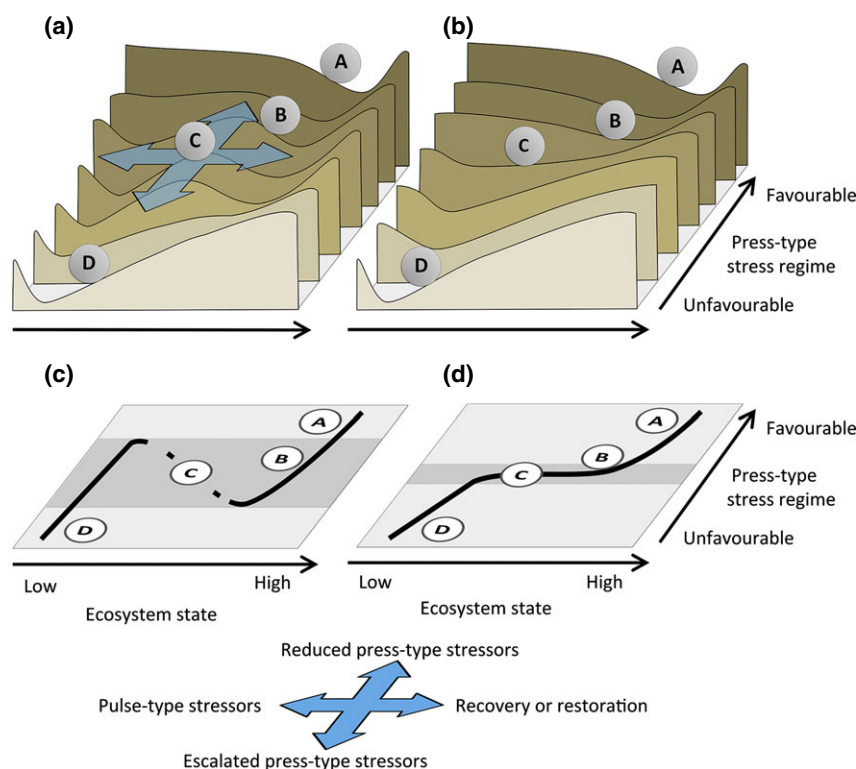 (a)
(b)
A
B
C
D
A
B
C
D
Favourable
Press-type
stress regime
Unfavourable
(c)
(d)
A
B
C
D
A
B
C
D
Favourable
Press-type
stress regime
Unfavourable
Low
High
Low
High
Ecosystem state
Ecosystem state
Reduced press-type stressors
Pulse-type stressors
Recovery or restoration
Escalated press-type stressors